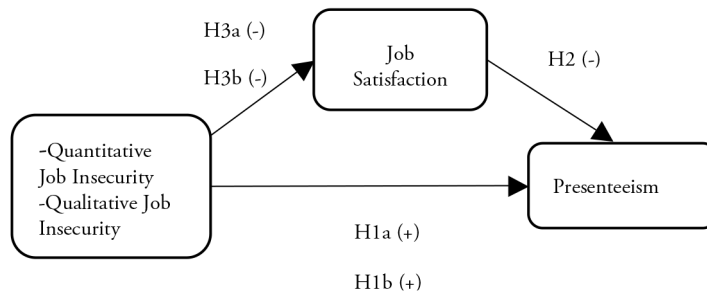 H3a (-)
H3b (-)
Job
Satisfaction
H2 (-)
-Quantitative
Job Insecurity
-Qualitative Job
Insecurity
Presenteeism
H1a (+)
H1b (+)